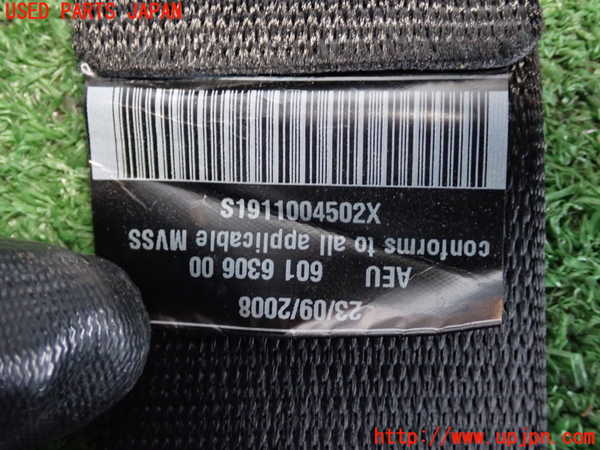 USED PARTS JAPAN
23/09/2008
AEU 601 6306 00
conforms to all applicable MVSS
S1911004502X
http://www.upjpn.com